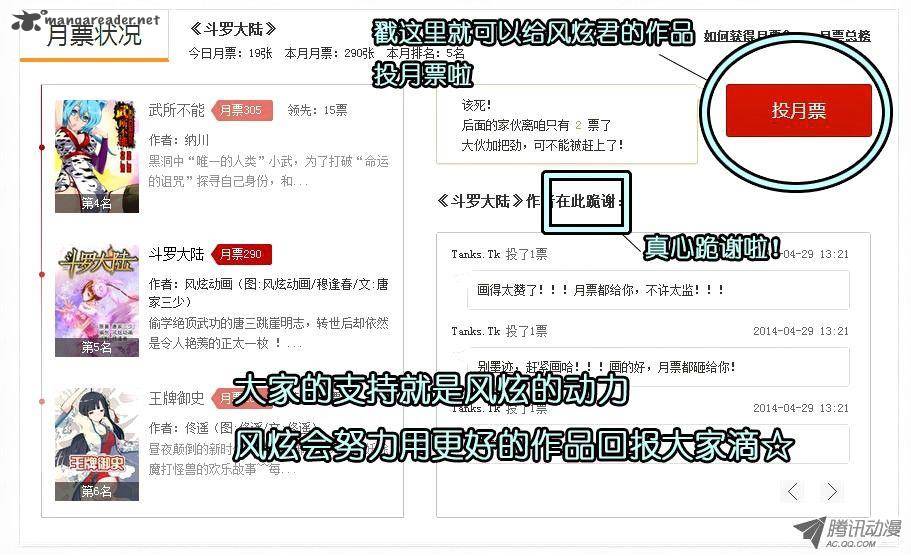 mangareader.net
月票状况
《斗罗大陆》
今日月票: 19张 本月月票: 290张 本月排名: 5名
戳这里就可以给风炫君的作品
投月票啦
如何获得月票
月票总榜
投月票
武所不能 月票305 领先: 15票
作者: 纳川
黑洞中“唯一的人类”小武，为了打破“命运
的诅咒”探寻自己身份，和...
第4名
斗罗大陆
斗罗大陆 月票290
作者: 风炫动画 (图:风炫动画/穆逢春/文:唐
家三少)
偷学绝顶武功的唐三跳崖明志，转世后却依然
是令人艳羡的正太一枚 ! ...
第5名
王牌御史 月票
作者: 佟遥 (图:佟遥/文:佟遥)
昼夜颠倒的新时
魔打怪兽的欢乐故事~~每...
王牌御史
第6名
该死!
后面的家伙离咱只有 2 票了
大伙加把劲，可不能被赶上了!
《斗罗大陆》作者在此跪谢:
真心跪谢啦!
Tanks.Tk 投了1票 -04-29 13:21
画得太赞了! ! ! 月票都给你，不许太监! ! !
Tanks.Tk 投了1票 2014-04-29 13:21
别墨迹，赶紧画哈! ! ! 画的好，月票都砸给你!
大家的支持就是风炫的动力
2014-04-29 13:21
风炫会努力用更好的作品回报大家滴☆
腾讯动漫
AC.QQ.COM